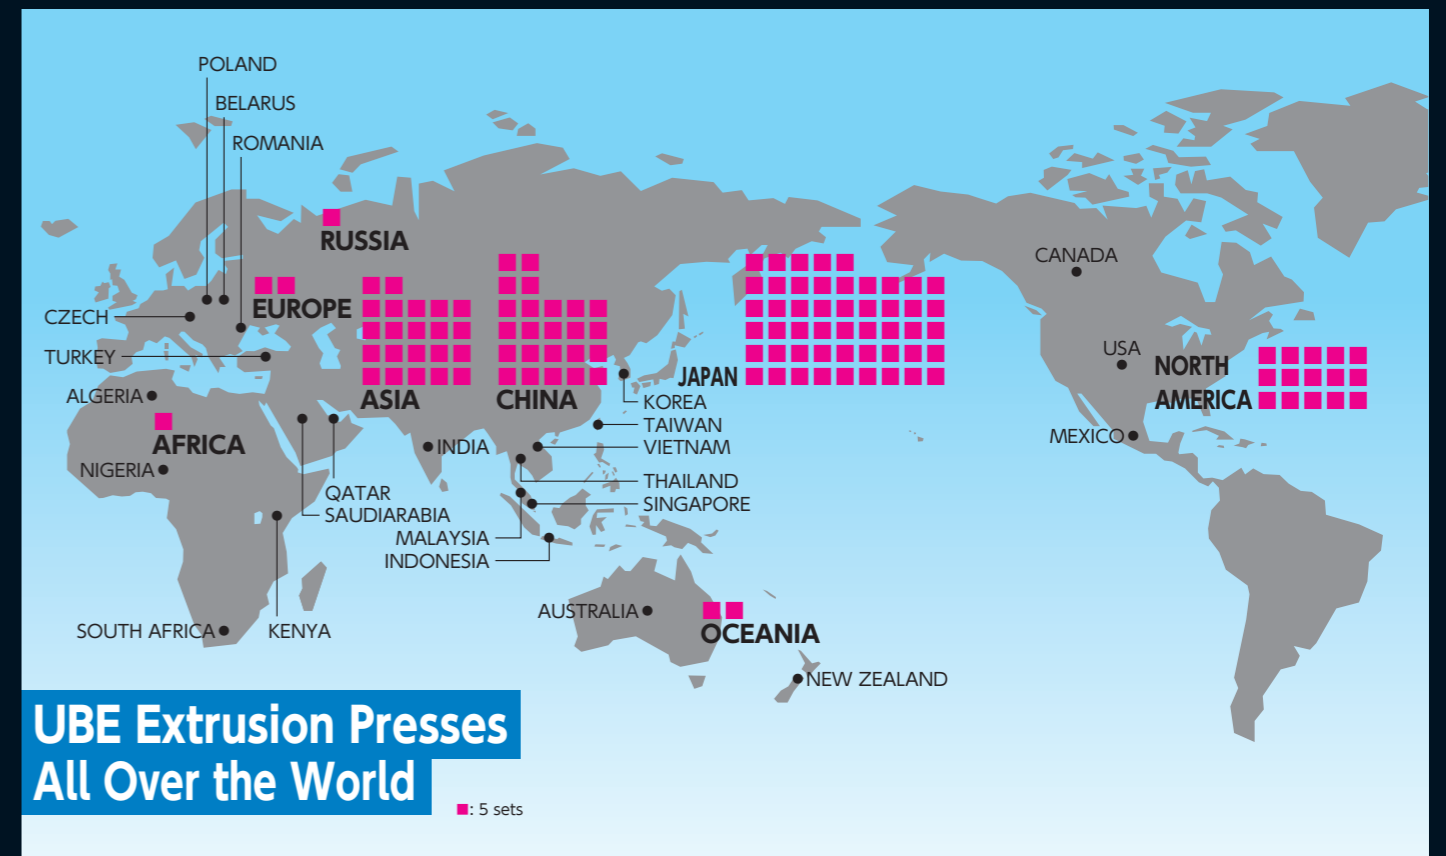 POLAND
BELARUS
ROMANIA
RUSSIA
CANADA
EUROPE
CZECH
TURKEY
USA
NORTH
AMERICA
JAPAN
ALGERIA
ASIA
CHINA
KOREA
TAIWAN
MEXICO
AFRICA
INDIA
VIETNAM
NIGERIA
THAILAND
QATAR
SINGAPORE
SAUDIARABIA
MALAYSIA
INDONESIA
AUSTRALIA
SOUTH AFRICA
KENYA
OCEANIA
NEW ZEALAND
UBE Extrusion Presses
All Over the World
: 5 sets